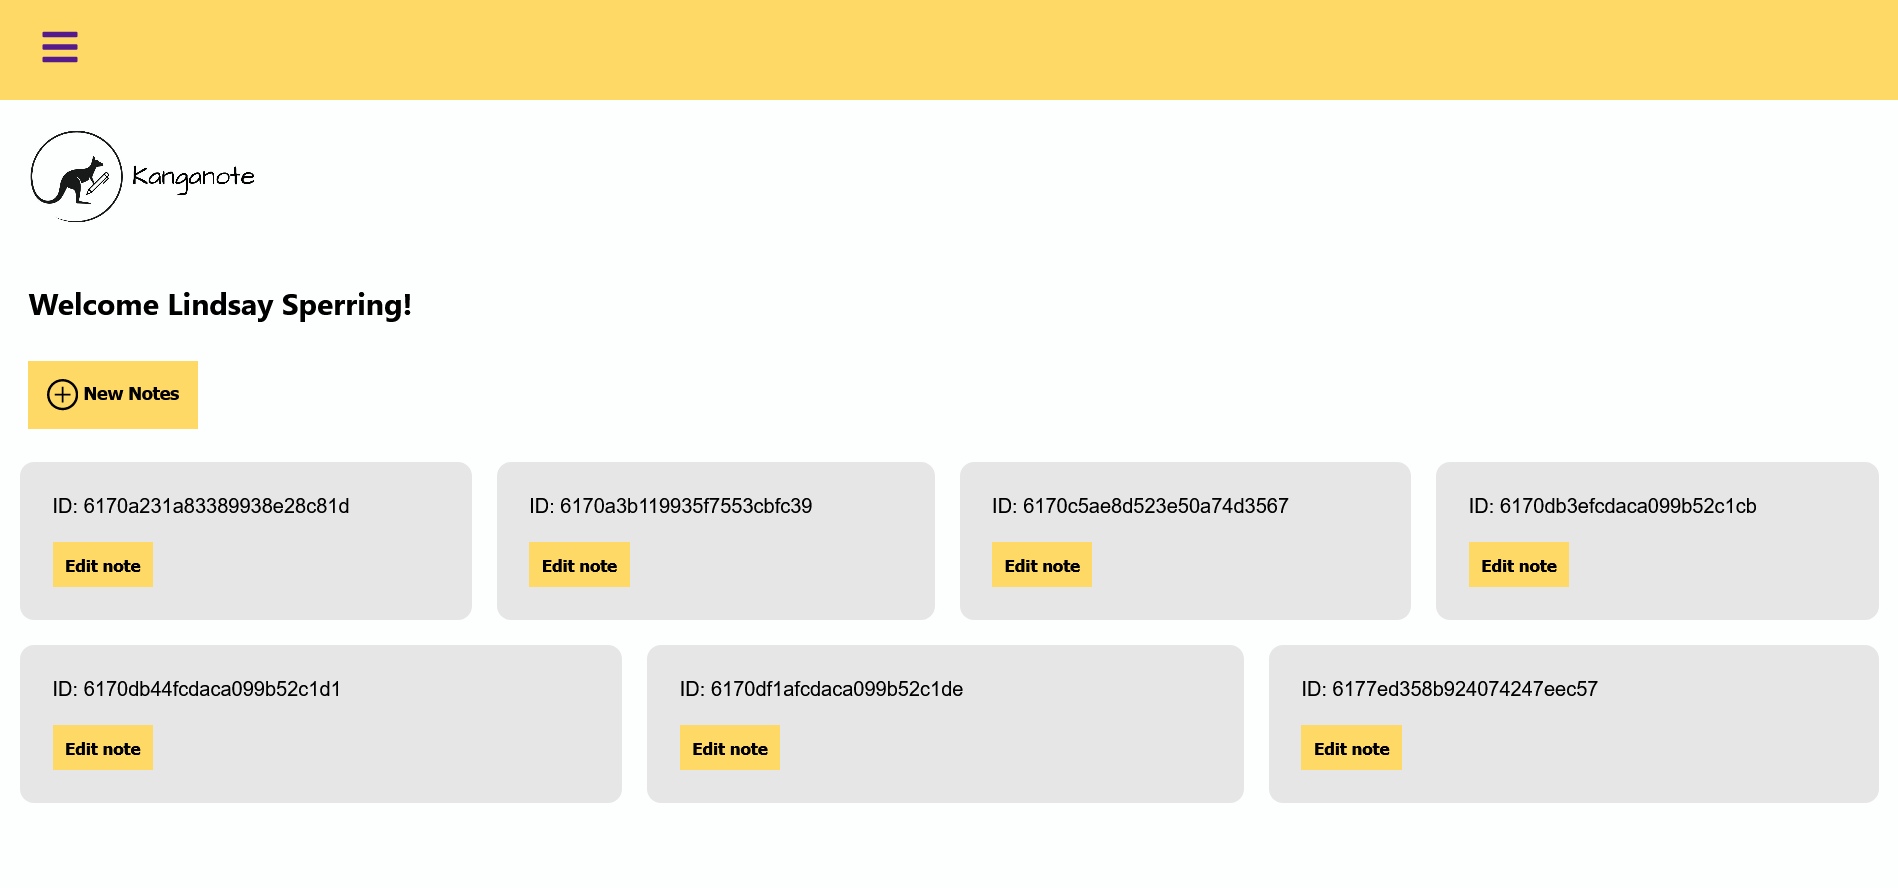 Kanganote
Welcome Lindsay Sperring!
New Notes
ID: 6170a231a83389938e28c81d
Edit note
ID: 6170a3b119935f7553cbfc39
Edit note
ID: 6170c5ae8d523e50a74d3567
Edit note
ID: 6170db3efcdaca099b52c1cb
Edit note
ID: 6170db44fcdaca099b52c1d1
Edit note
ID: 6170df1afcdaca099b52c1de
Edit note
ID: 6177ed358b924074247eec57
Edit note